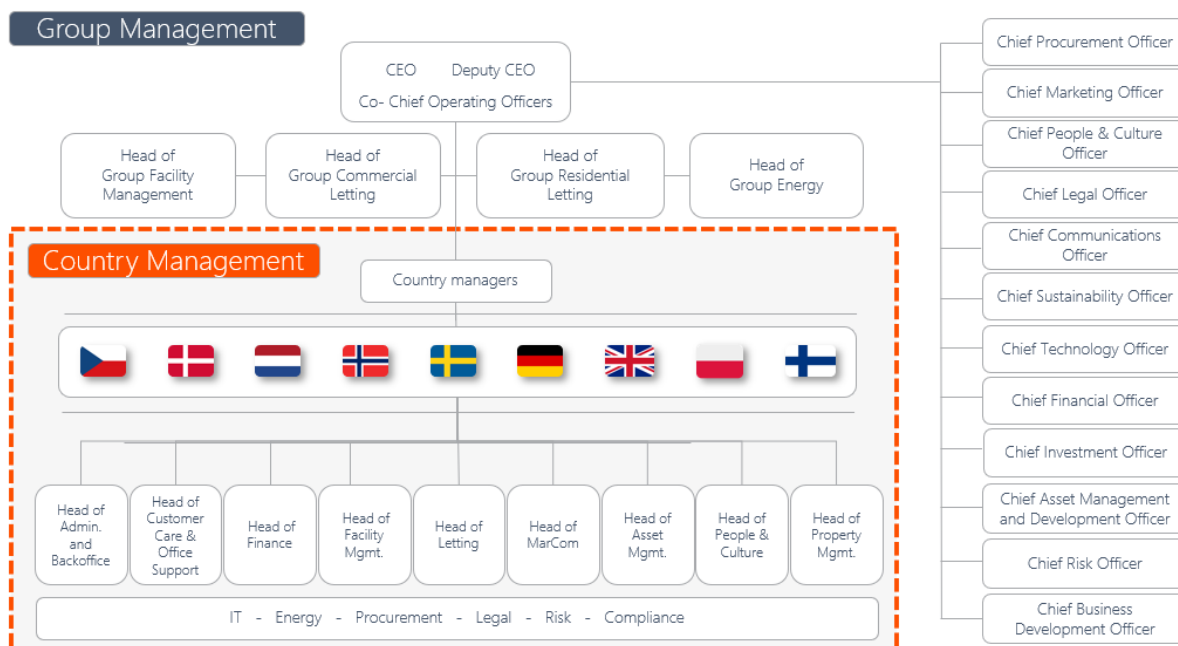 Group Management
CEO Deputy CEO
Co- Chief Operating Officers
Head of
Group Facility
Management
Head of
Group Commercial
Letting
Head of
Group Residential
Letting
Head of
Group Energy
Country Management
Country managers
Head of
Admin.
and
Backoffice
Head of
Customer
Care &
Office
Support
Head of
Finance
Head of
Facility
Mgmt.
Head of
Letting
Head of
MarCom
Head of
Asset
Mgmt.
Head of
People &
Culture
Head of
Property
Mgmt.
IT - Energy - Procurement - Legal - Risk - Compliance
Chief Procurement Officer
Chief Marketing Officer
Chief People & Culture
Officer
Chief Legal Officer
Chief Communications
Officer
Chief Sustainability Officer
Chief Technology Officer
Chief Financial Officer
Chief Investment Officer
Chief Asset Management
and Development Officer
Chief Risk Officer
Chief Business
Development Officer